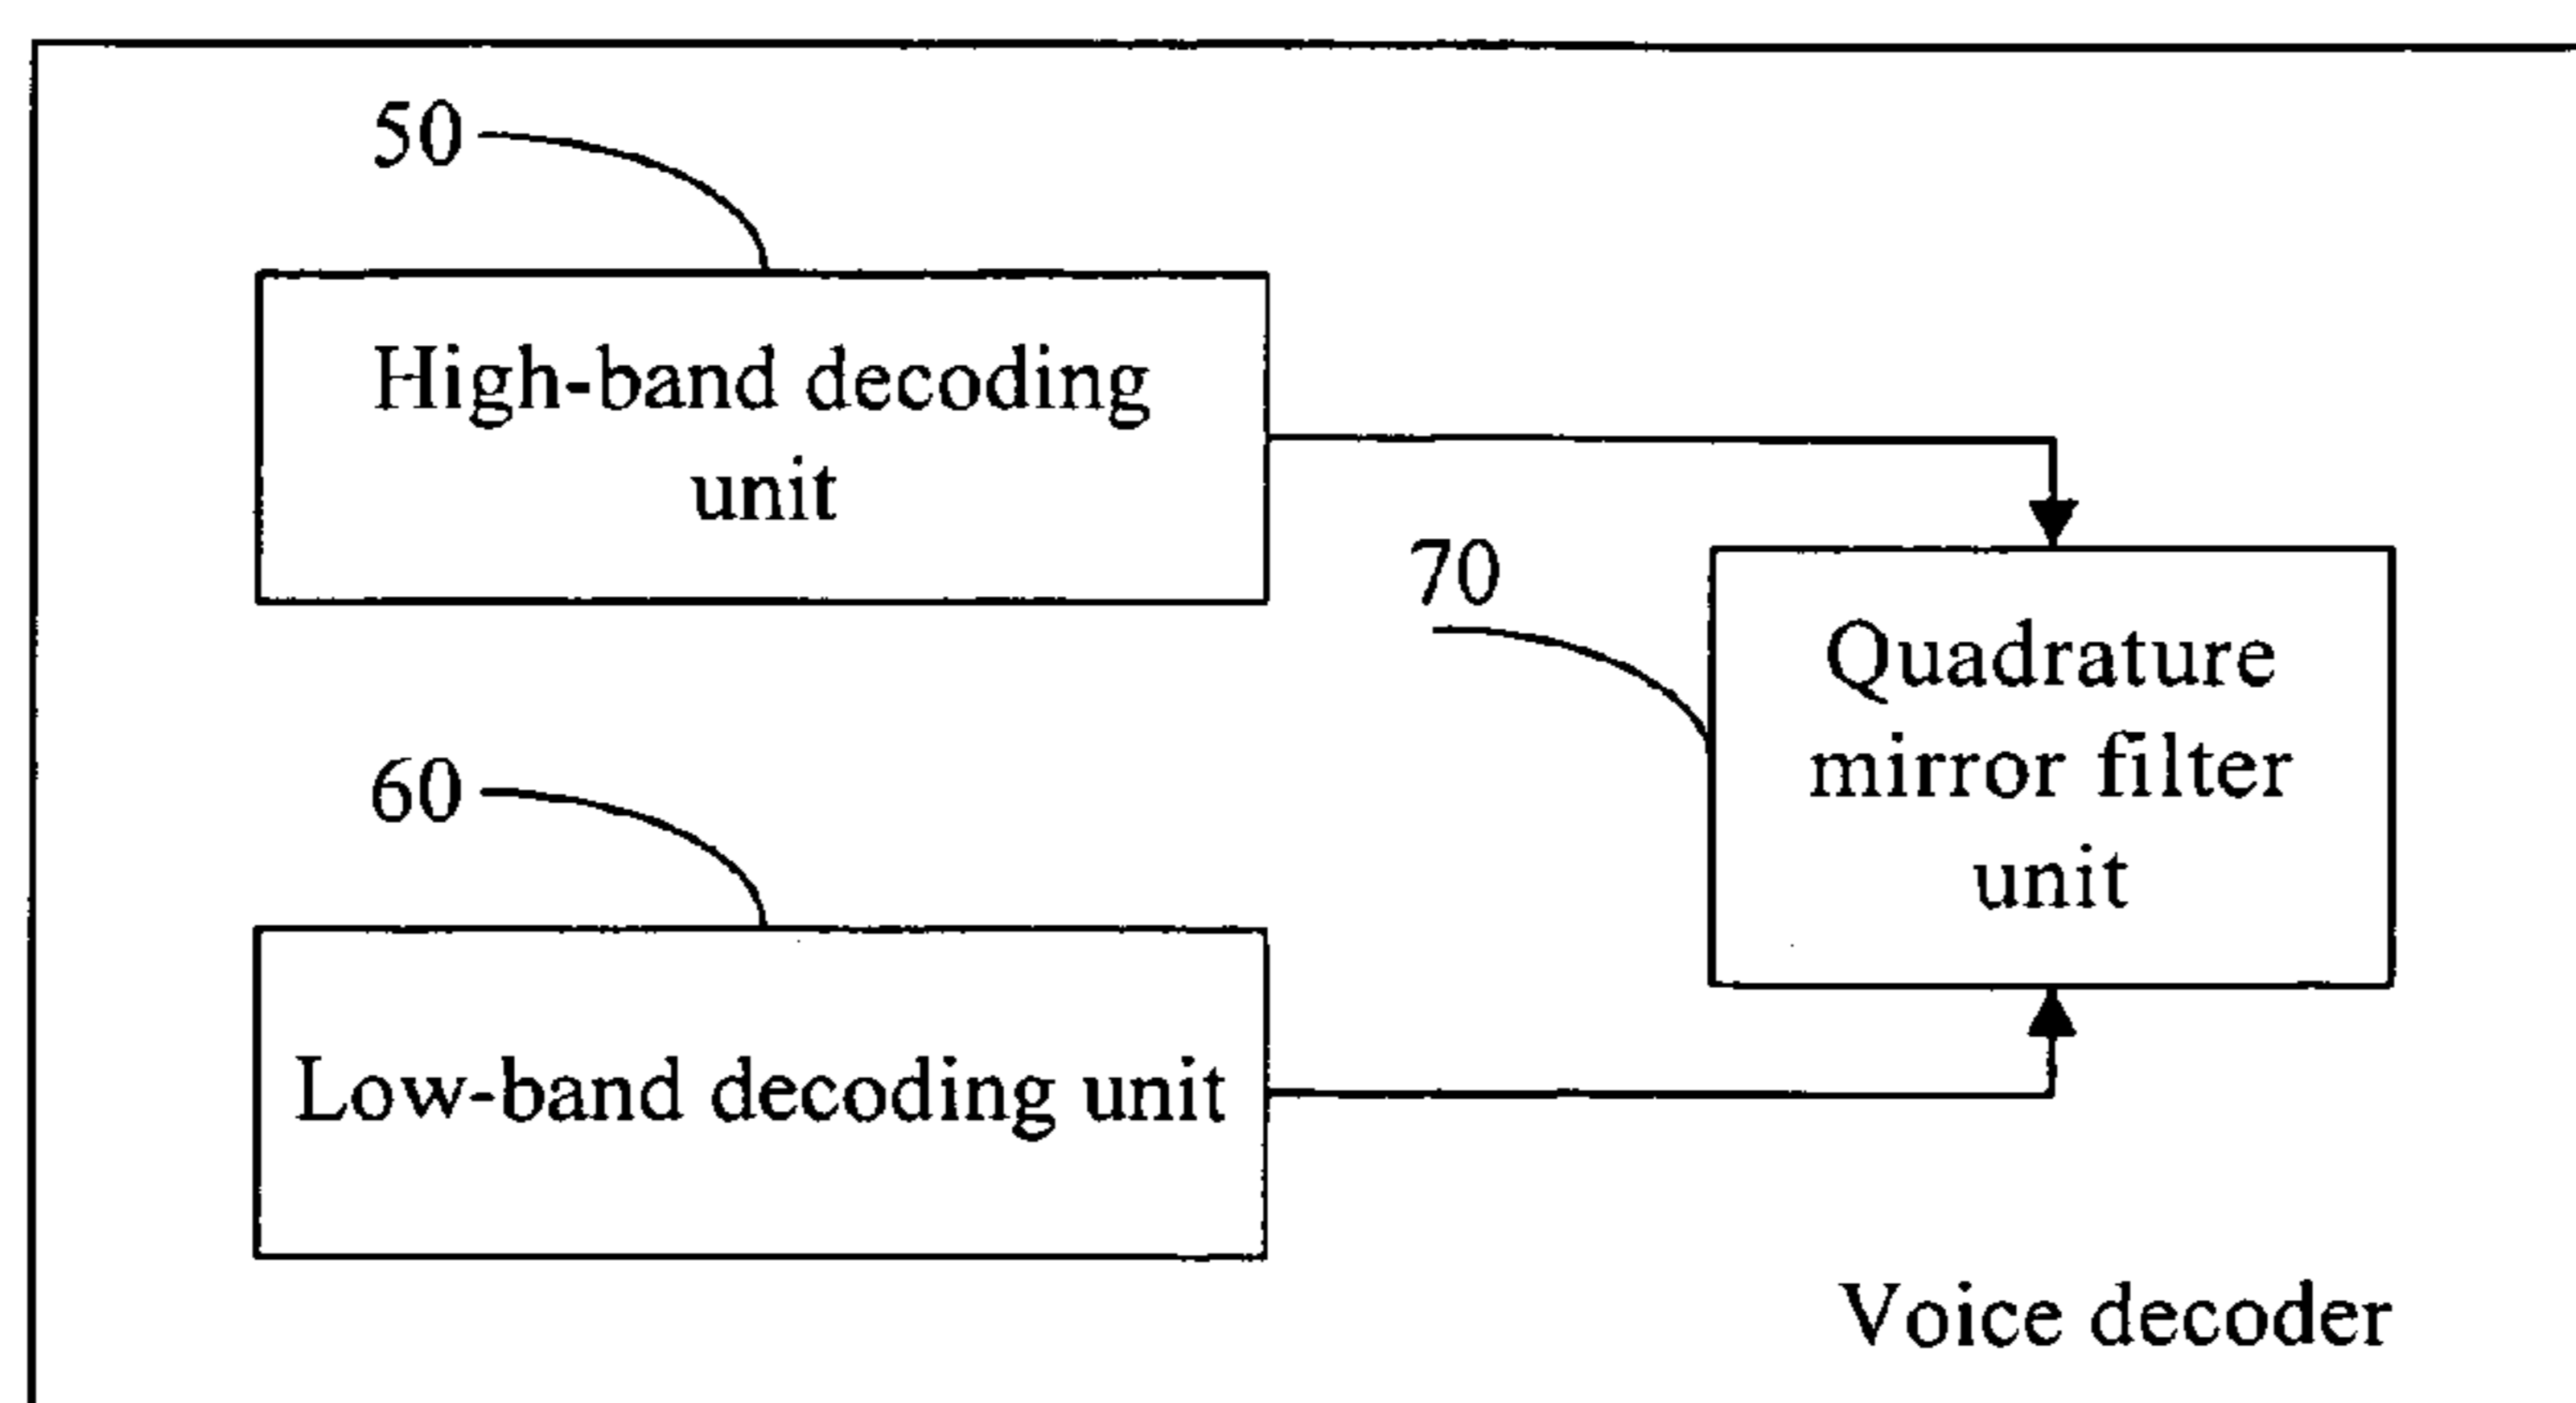 50
High-band decoding
unit
70
Quadrature
mirror filter
unit
60
Low-band decoding unit
Voice decoder